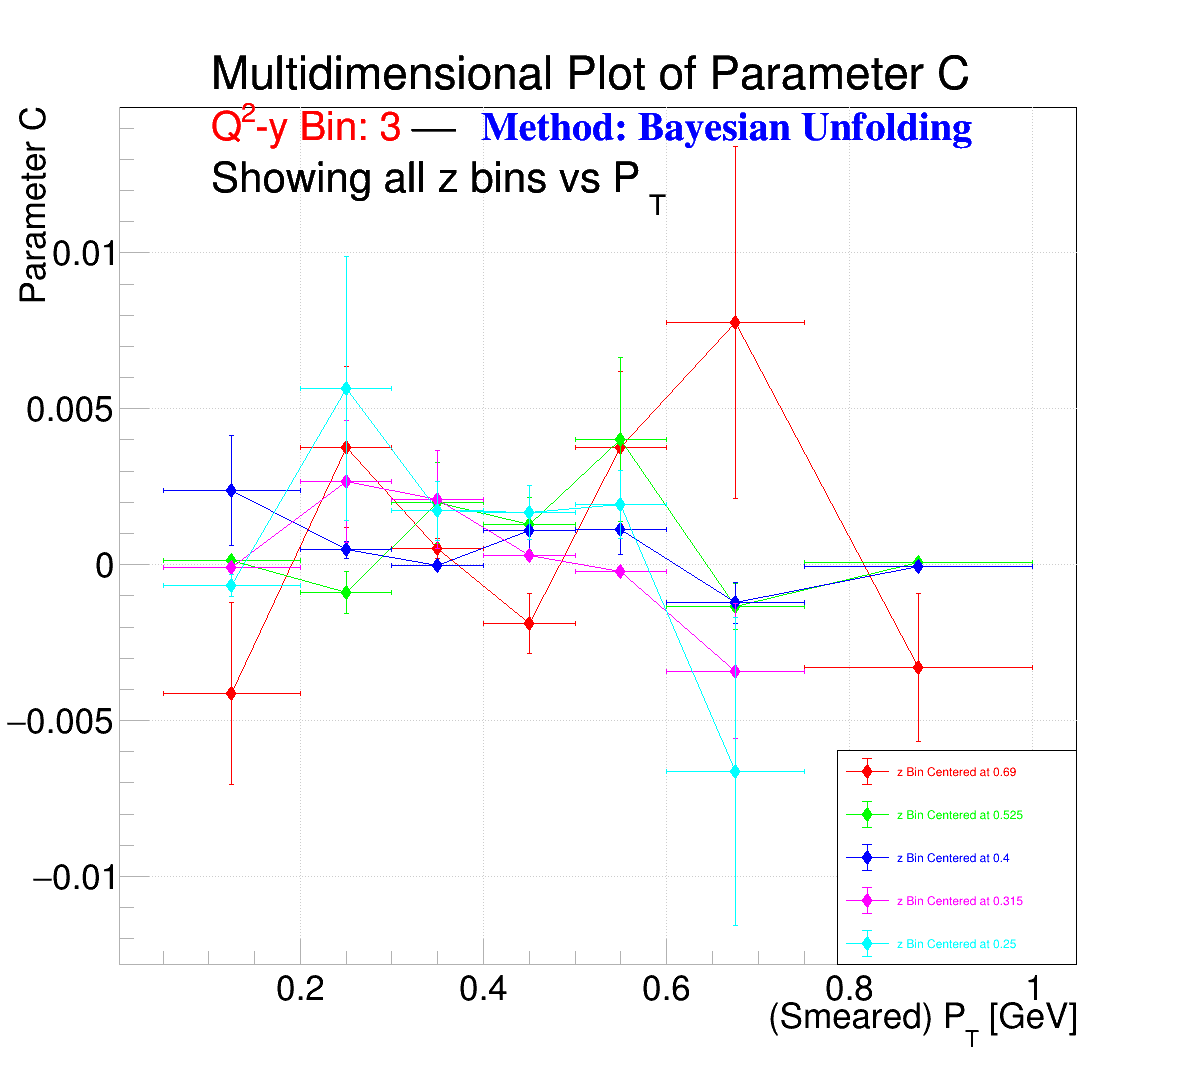 Multidimensional Plot of Parameter C
Q²-y Bin: 3 — Method: Bayesian Unfolding
Showing all z bins vs P_T
Parameter C
0.01
0.005
0
−0.005
−0.01
z Bin Centered at 0.69
z Bin Centered at 0.525
z Bin Centered at 0.4
z Bin Centered at 0.315
z Bin Centered at 0.25
0.2 0.4 0.6 0.8 1
(Smeared) P_T [GeV]